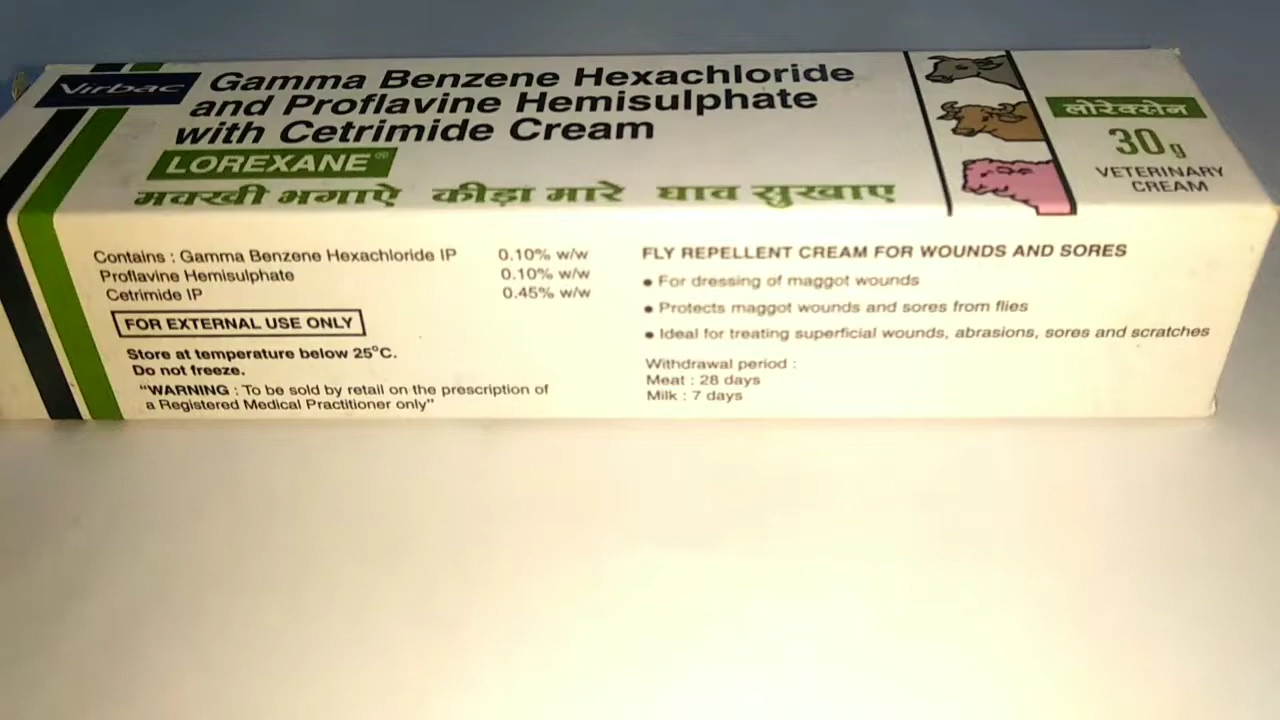 Virbac
Gamma Benzene Hexachloride
and Proflavine Hemisulphate
with Cetrimide Cream
LOREXANE®
मक्खी भगाऐ कीड़ा मारे घाव सुखाए
लोरेक्सेन
30 g
VETERINARY
CREAM
Contains : Gamma Benzene Hexachloride IP 0.10% w/w
Proflavine Hemisulphate 0.10% w/w
Cetrimide IP 0.45% w/w
FOR EXTERNAL USE ONLY
Store at temperature below 25°C.
Do not freeze.
"WARNING : To be sold by retail on the prescription of
a Registered Medical Practitioner only"
FLY REPELLENT CREAM FOR WOUNDS AND SORES
• For dressing of maggot wounds
• Protects maggot wounds and sores from flies
• Ideal for treating superficial wounds, abrasions, sores and scratches
Withdrawal period :
Meat : 28 days
Milk : 7 days